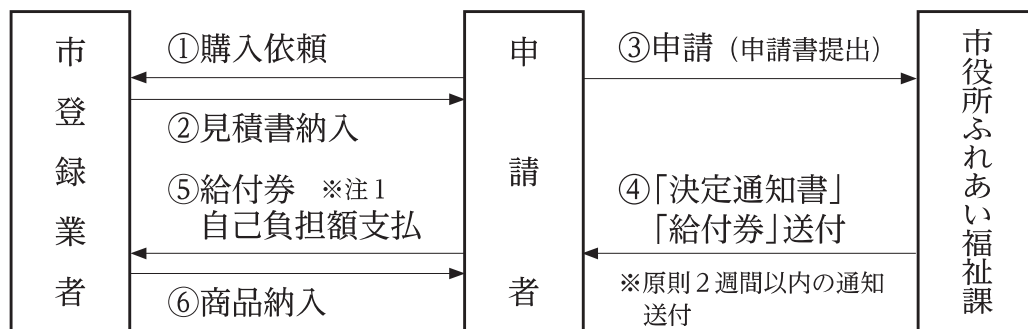 市登録業者
①購入依頼
②見積書納入
⑤給付券 ※注1
自己負担額支払
⑥商品納入
申請者
③申請（申請書提出）
④「決定通知書」
「給付券」送付
※原則2週間以内の通知
送付
市役所ふれあい福祉課